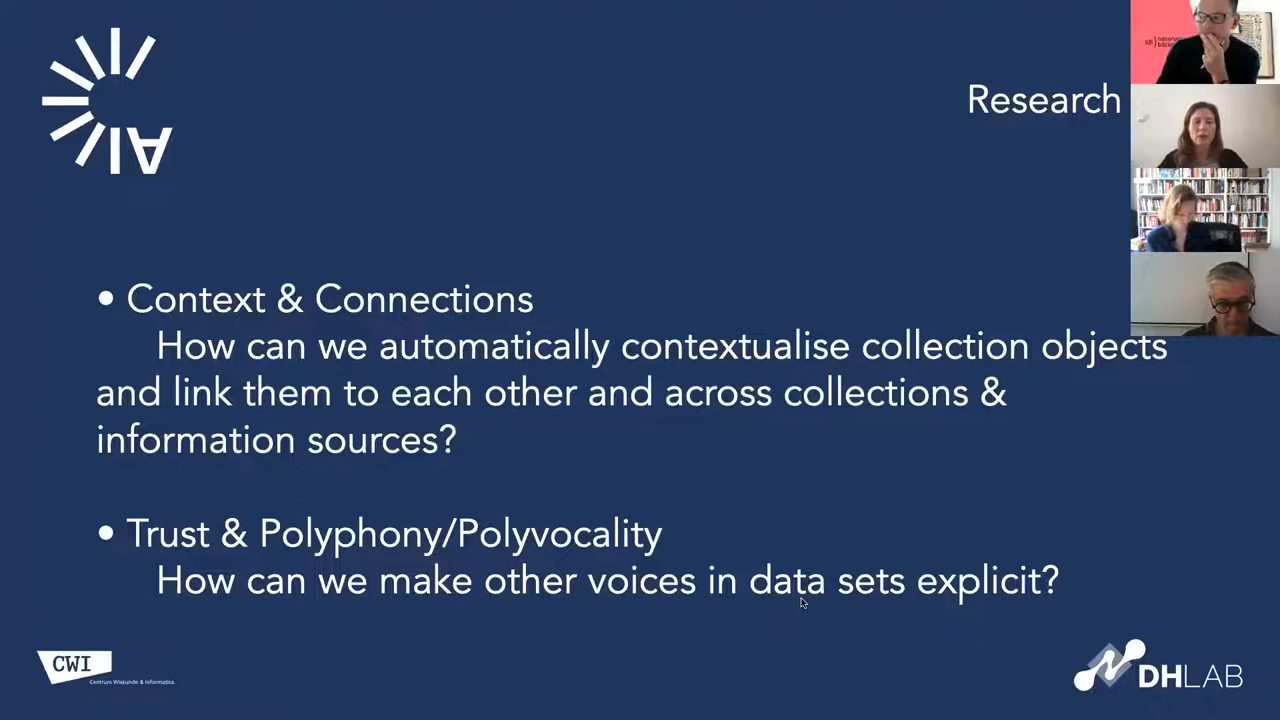 AI
Research
• Context & Connections
How can we automatically contextualise collection objects
and link them to each other and across collections &
information sources?
• Trust & Polyphony/Polyvocality
How can we make other voices in data sets explicit?
CWI
Centrum Wiskunde & Informatica
DHLAB